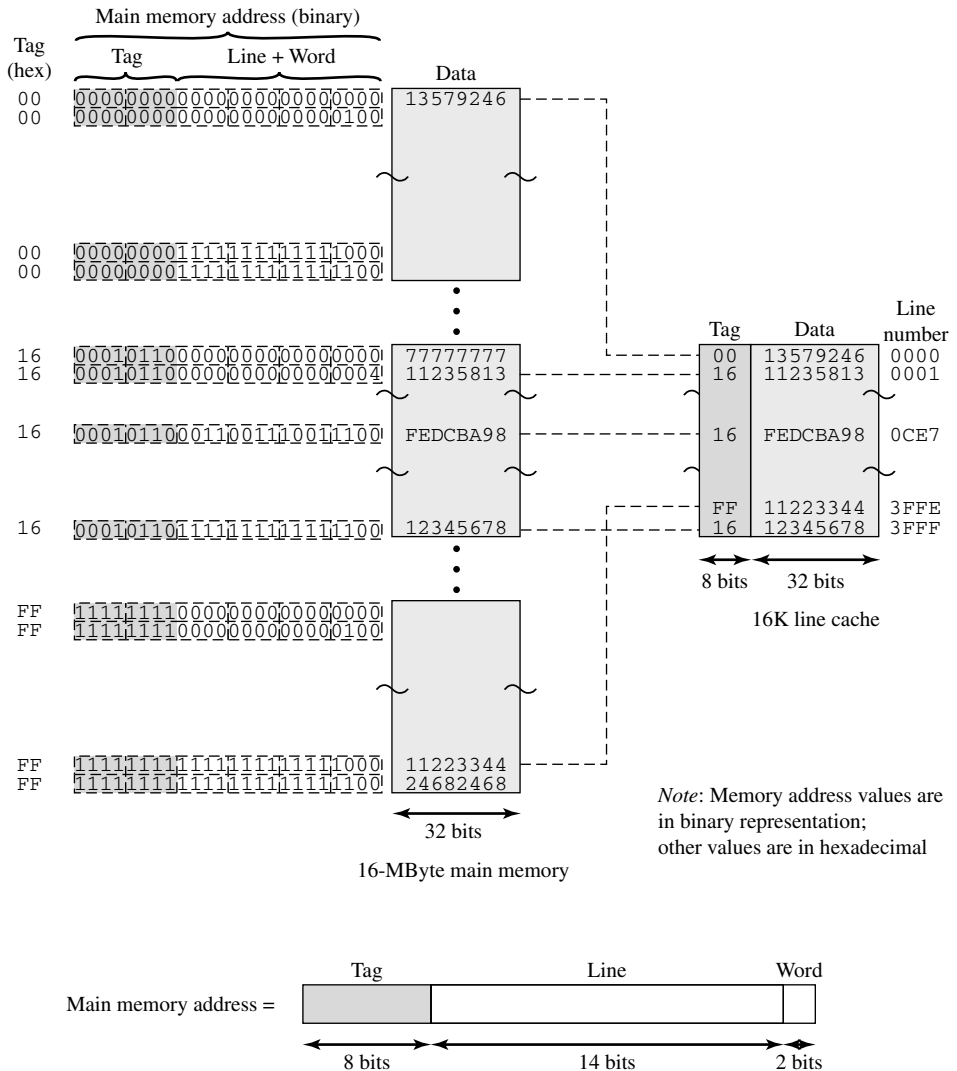 Main memory address (binary)
Tag
(hex)
Tag
Line + Word
Data
00 000000000000000000000000 13579246
00 000000000000000000000100
00 000000001111111111111000
00 000000001111111111111100
16 000101100000000000000000 77777777
16 000101100000000000000004 11235813
16 000101100011001110011100 FEDCBA98
16 000101101111111111111100 12345678
FF 111111110000000000000000
FF 111111110000000000000100
FF 111111111111111111111000 11223344
FF 111111111111111111111100 24682468
32 bits
16-MByte main memory
Tag Data Line
number
00 13579246 0000
16 11235813 0001
16 FEDCBA98 0CE7
FF 11223344 3FFE
16 12345678 3FFF
8 bits 32 bits
16K line cache
Note: Memory address values are
in binary representation;
other values are in hexadecimal
Tag Line Word
Main memory address =
8 bits 14 bits 2 bits